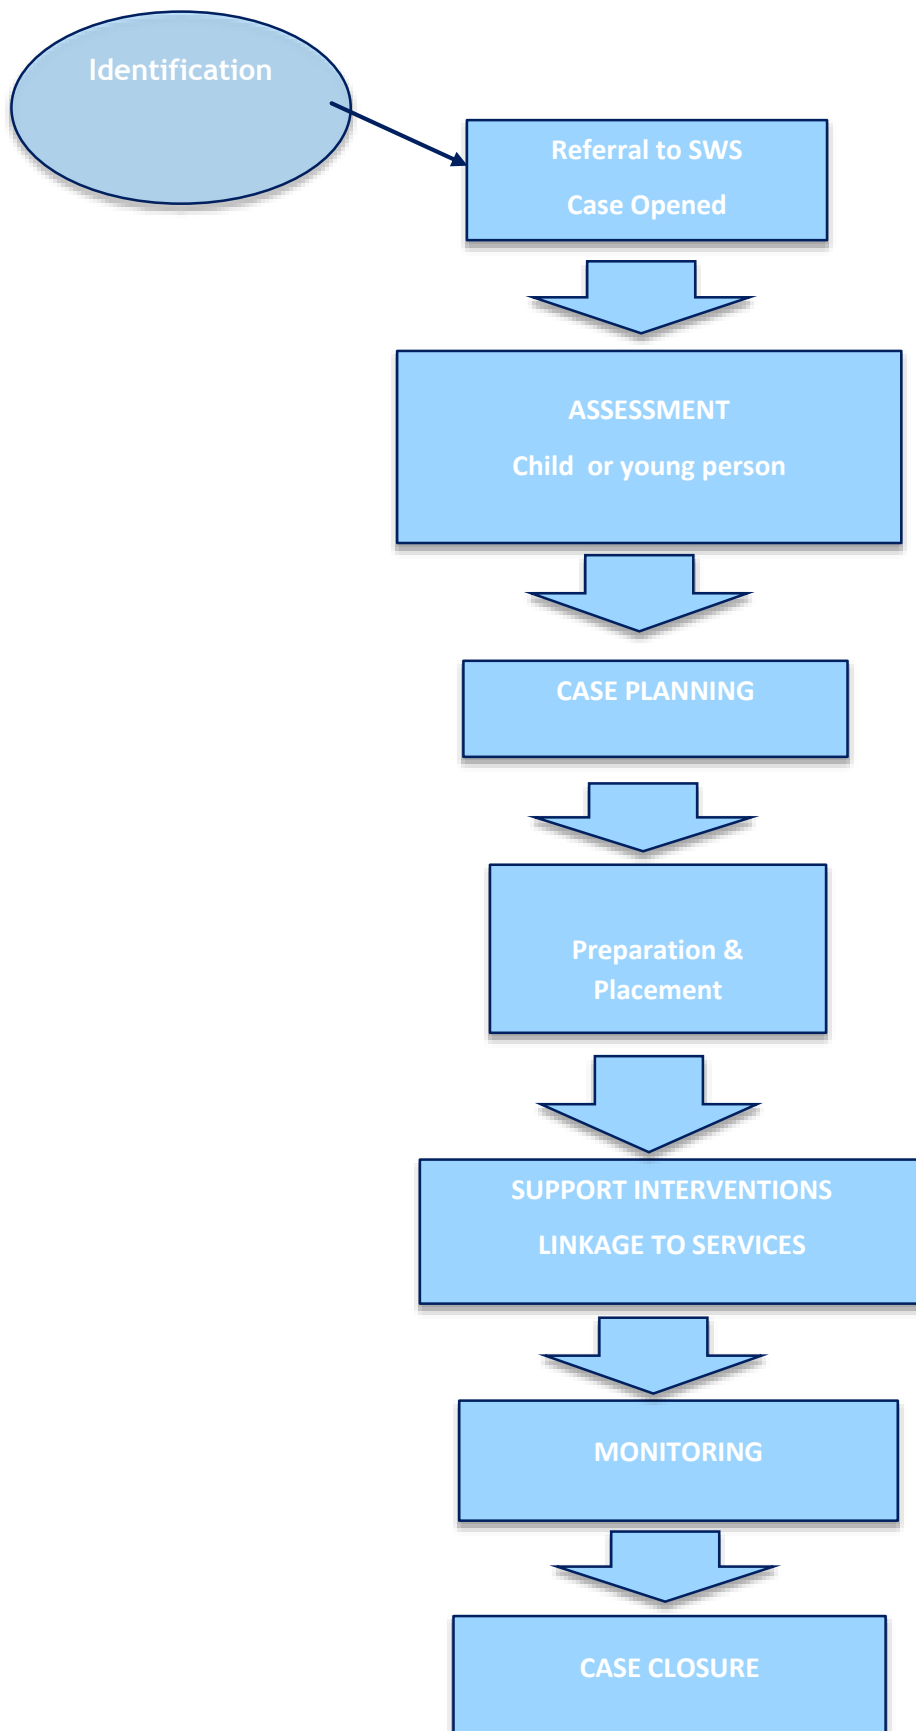 Identification
Referral to SWS
Case Opened
ASSESSMENT
Child  or young person
CASE PLANNING
Preparation &
Placement
SUPPORT INTERVENTIONS
LINKAGE TO SERVICES
MONITORING
CASE CLOSURE